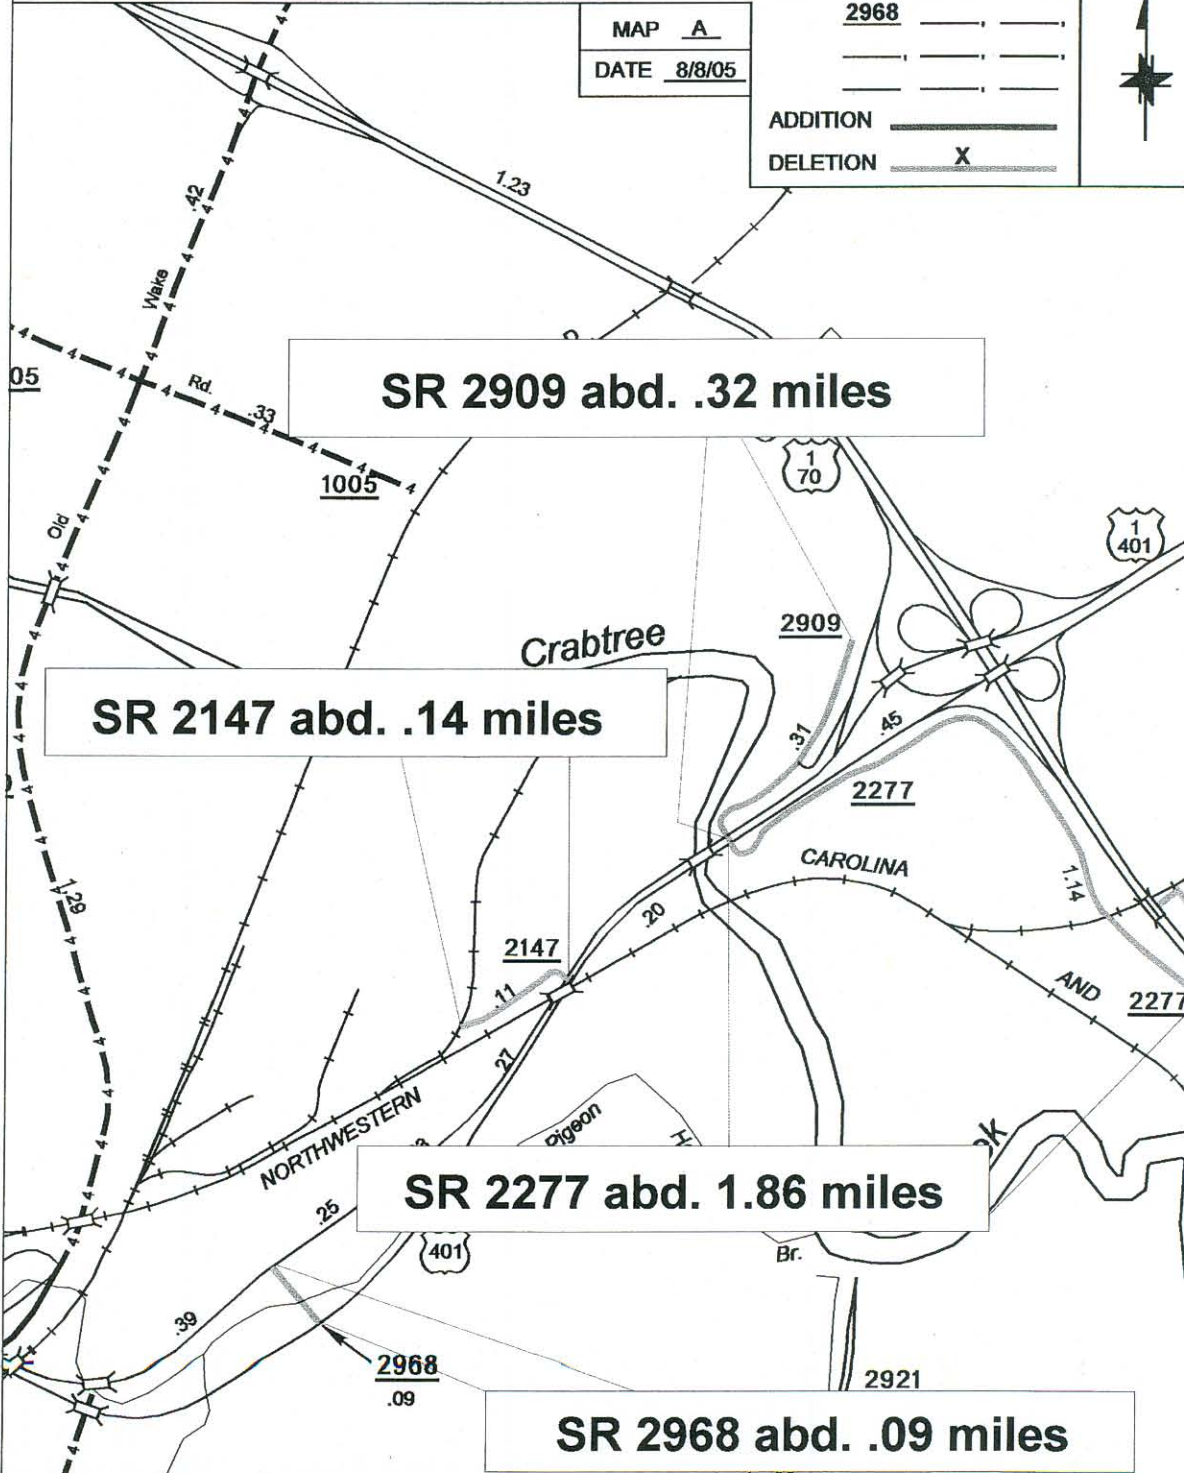 MAP A
DATE 8/8/05
2968
ADDITION
DELETION X
1.23
.42
Wake
05
Rd.
.33
1005
Old
D
SR 2909 abd. .32 miles
1
70
1
401
2909
Crabtree
SR 2147 abd. .14 miles
.31
.45
2277
1.29
CAROLINA
1.14
.20
2147
.11
AND
2277
.27
Pigeon
H
NORTHWESTERN
ek
SR 2277 abd. 1.86 miles
.25
401
Br.
.39
2968
.09
2921
SR 2968 abd. .09 miles